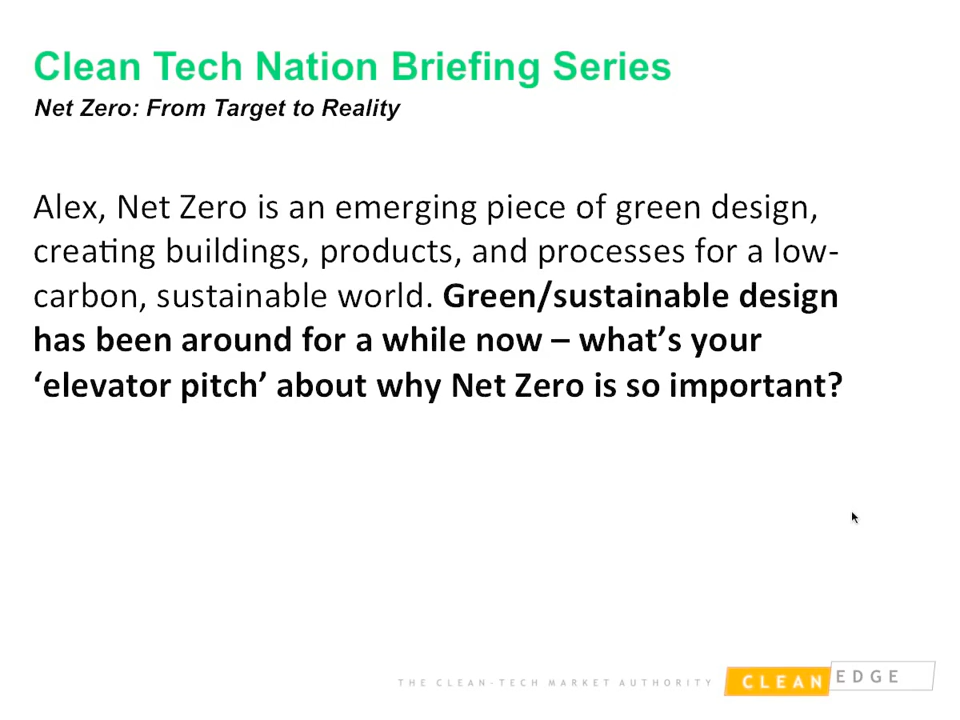 Clean Tech Nation Briefing Series
Net Zero: From Target to Reality
Alex, Net Zero is an emerging piece of green design,
creating buildings, products, and processes for a low-
carbon, sustainable world. Green/sustainable design
has been around for a while now – what's your
‘elevator pitch’ about why Net Zero is so important?
THE CLEAN-TECH MARKET AUTHORITY CLEAN EDGE